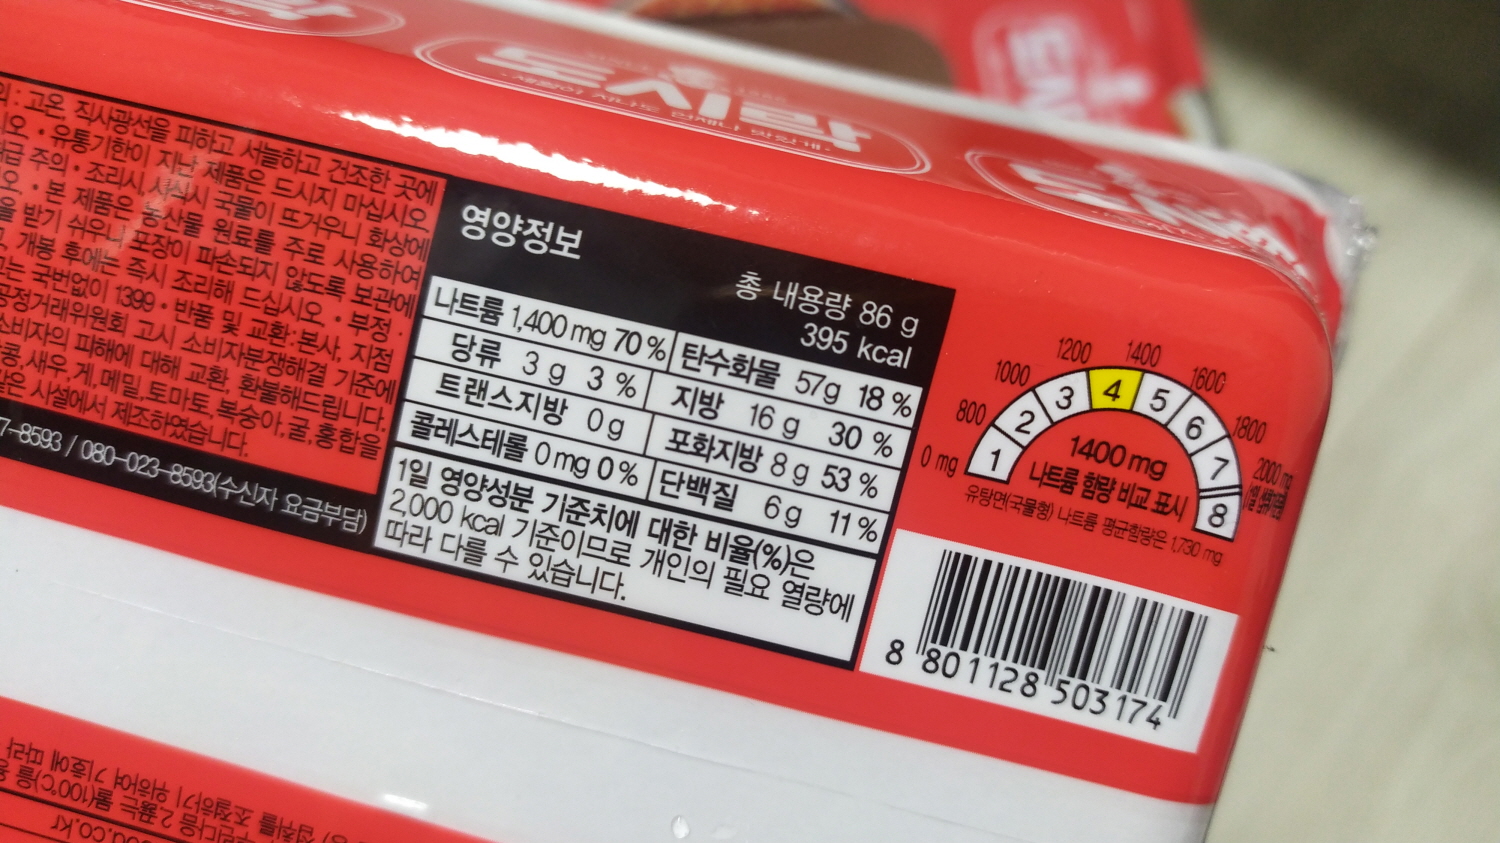 도시락
의 : 고온, 직사광선을 피하고 서늘하고 건조한 곳에
시오 · 유통기한이 지난 제품은 드시지 마십시오
취급 주의 · 조리시 취식시 국물이 뜨거우니 화상에
오 · 본 제품은 농산물 원료를 주로 사용하여
을 받기 쉬우니 포장이 파손되지 않도록 보관에
개봉 후에는 즉시 조리해 드십시오 · 부정
는 국번없이 1399 · 반품 및 교환:본사, 지점
공정거래위원회 고시 소비자분쟁해결 기준에
소비자의 피해에 대해 교환, 환불해드립니다.
새우, 게, 메밀, 토마토, 복숭아, 굴, 홍합을
같은 시설에서 제조하였습니다.
7-8593 / 080-023-8593(수신자 요금부담)
영양정보
총 내용량 86 g
395 kcal
나트륨 1,400 mg 70 % 탄수화물 57g 18 %
당류 3 g 3 % 지방 16 g 30 %
트랜스지방 0 g 포화지방 8 g 53 %
콜레스테롤 0 mg 0 % 단백질 6 g 11 %
1일 영양성분 기준치에 대한 비율(%)은
2,000 kcal 기준이므로 개인의 필요 열량에
따라 다를 수 있습니다.
0 mg 800 1000 1200 1400 1600 1800 2000 mg
1 2 3 4 5 6 7 8
1400 mg
나트륨 함량 비교 표시
유탕면(국물형) 나트륨 평균함량은 1,730 mg
8 801128 503174